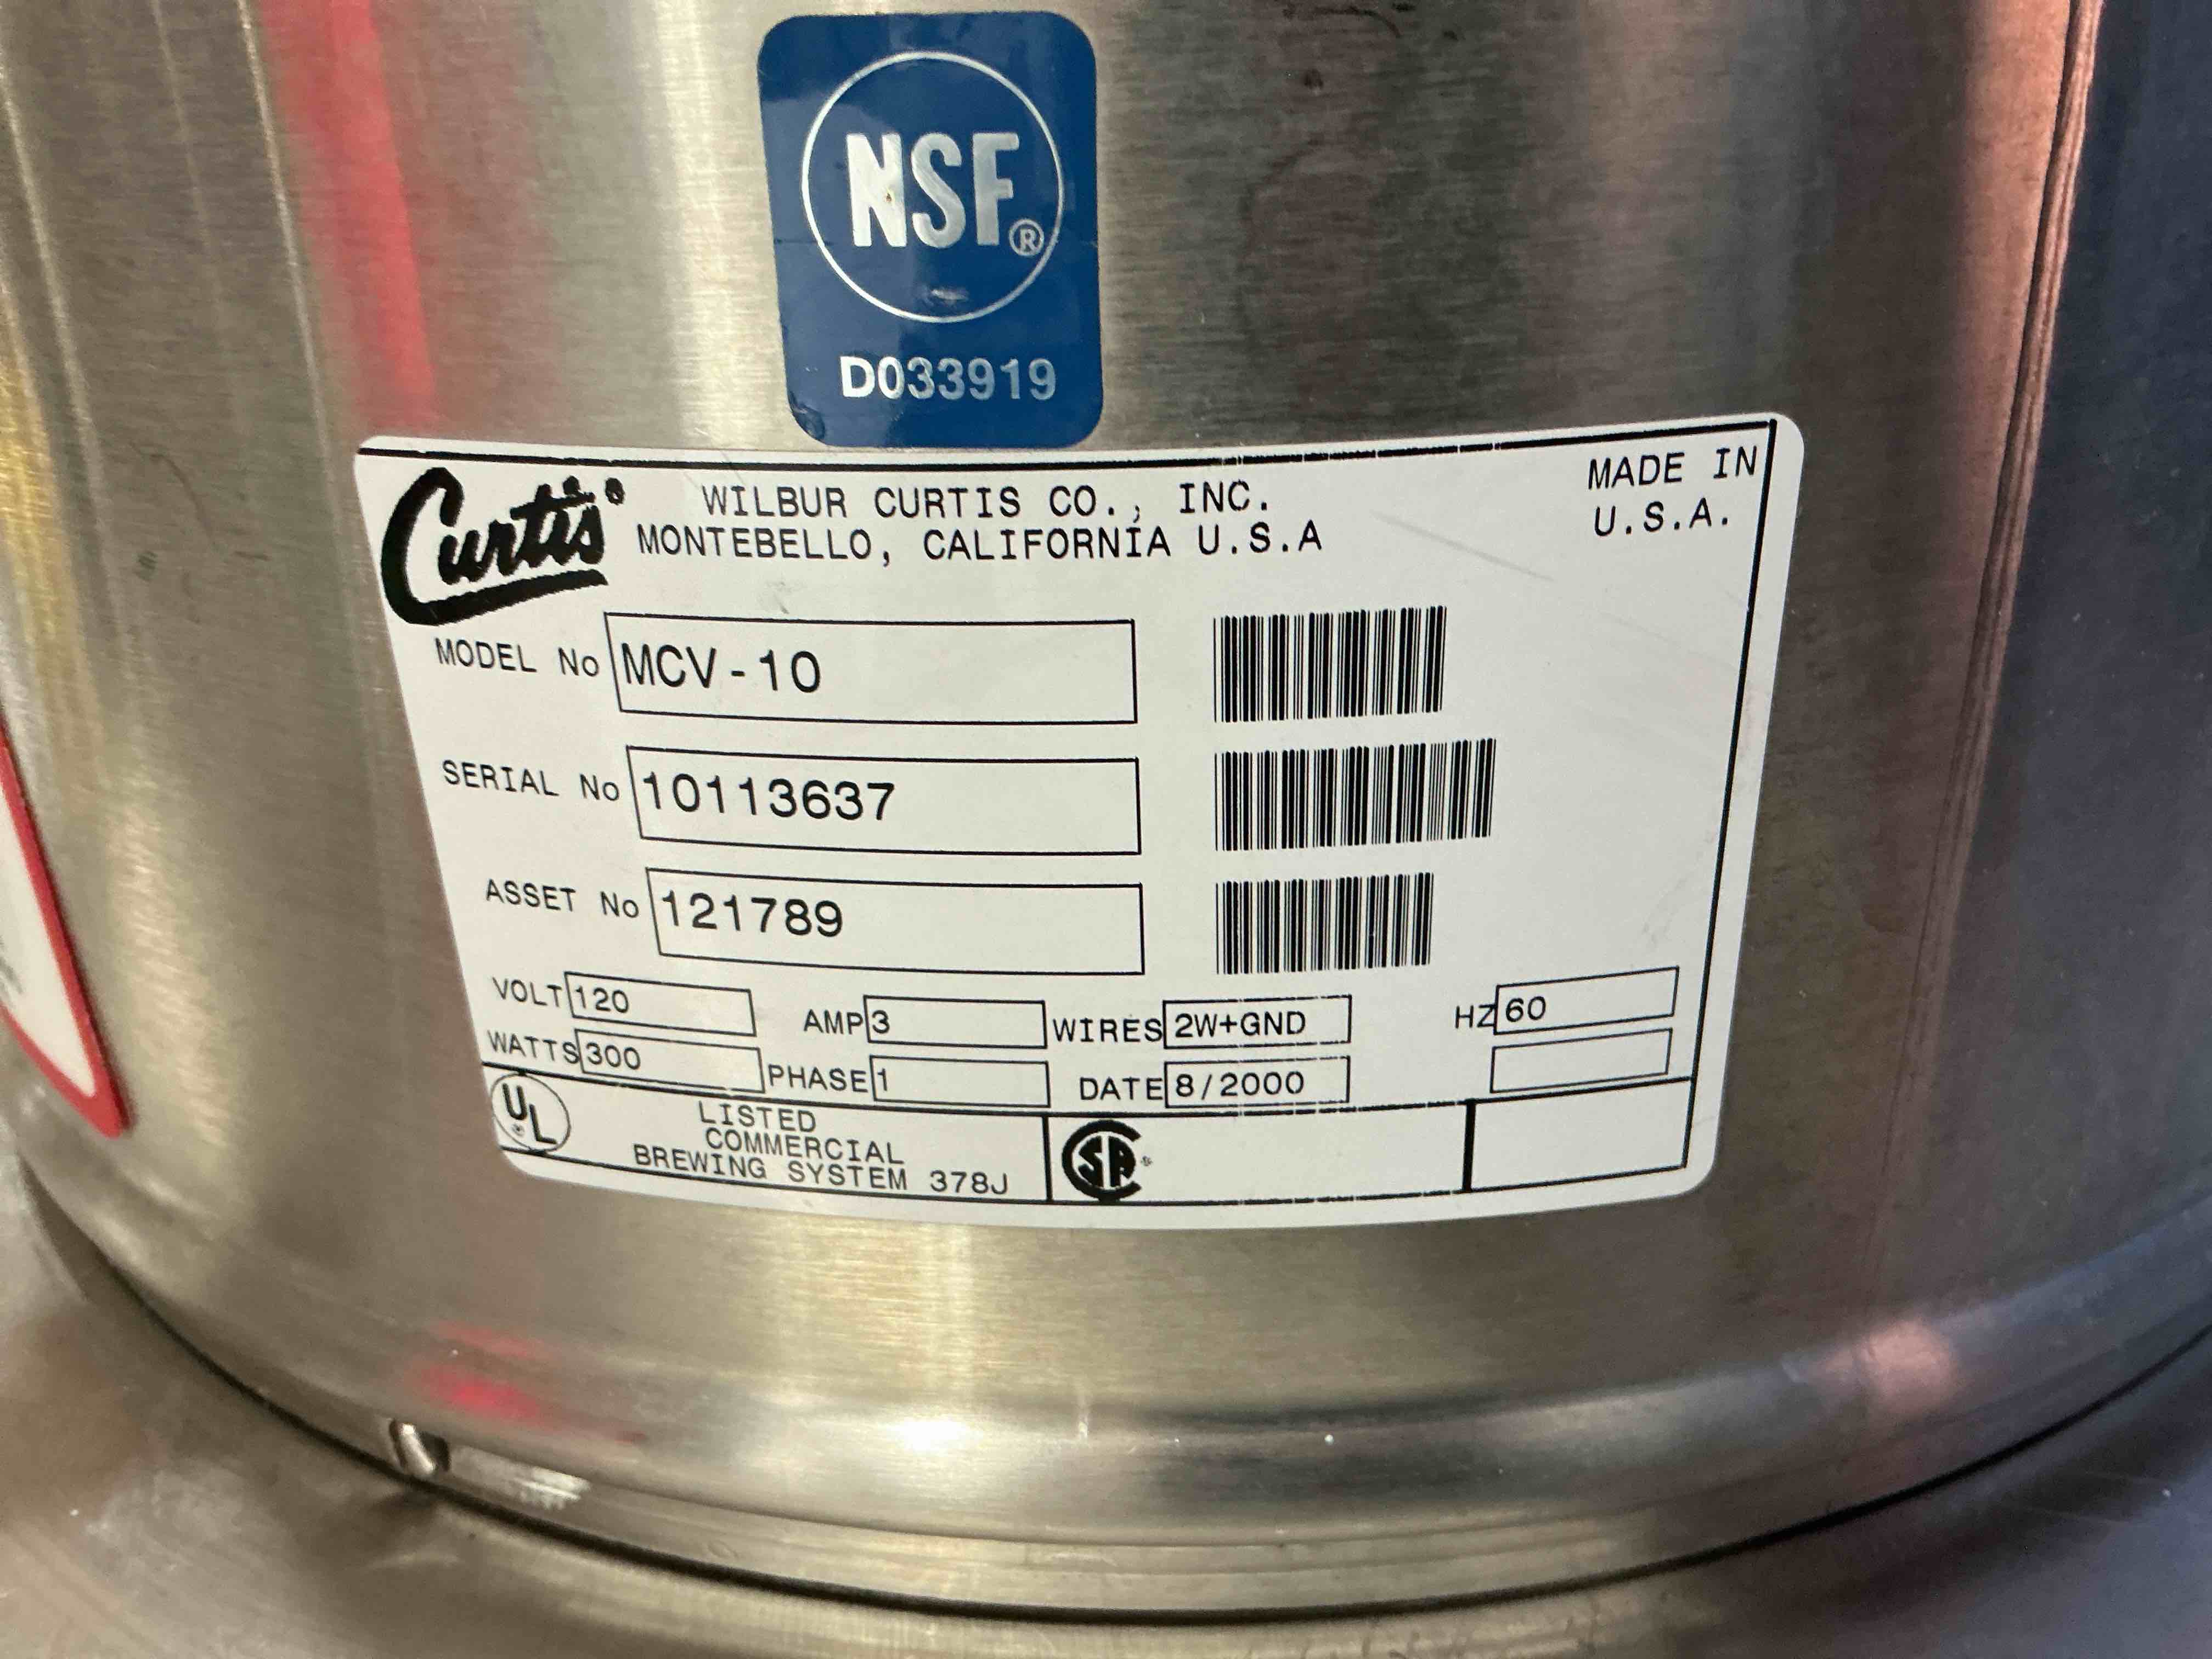 NSF®
D033919
Curtis®
WILBUR CURTIS CO., INC.
MONTEBELLO, CALIFORNIA U.S.A
MADE IN
U.S.A.
MODEL No MCV-10
SERIAL No 10113637
ASSET No 121789
VOLT 120 AMP 3 WIRES 2W+GND HZ 60
WATTS 300 PHASE 1 DATE 8/2000
UL®
LISTED
COMMERCIAL
BREWING SYSTEM 378J
CSA